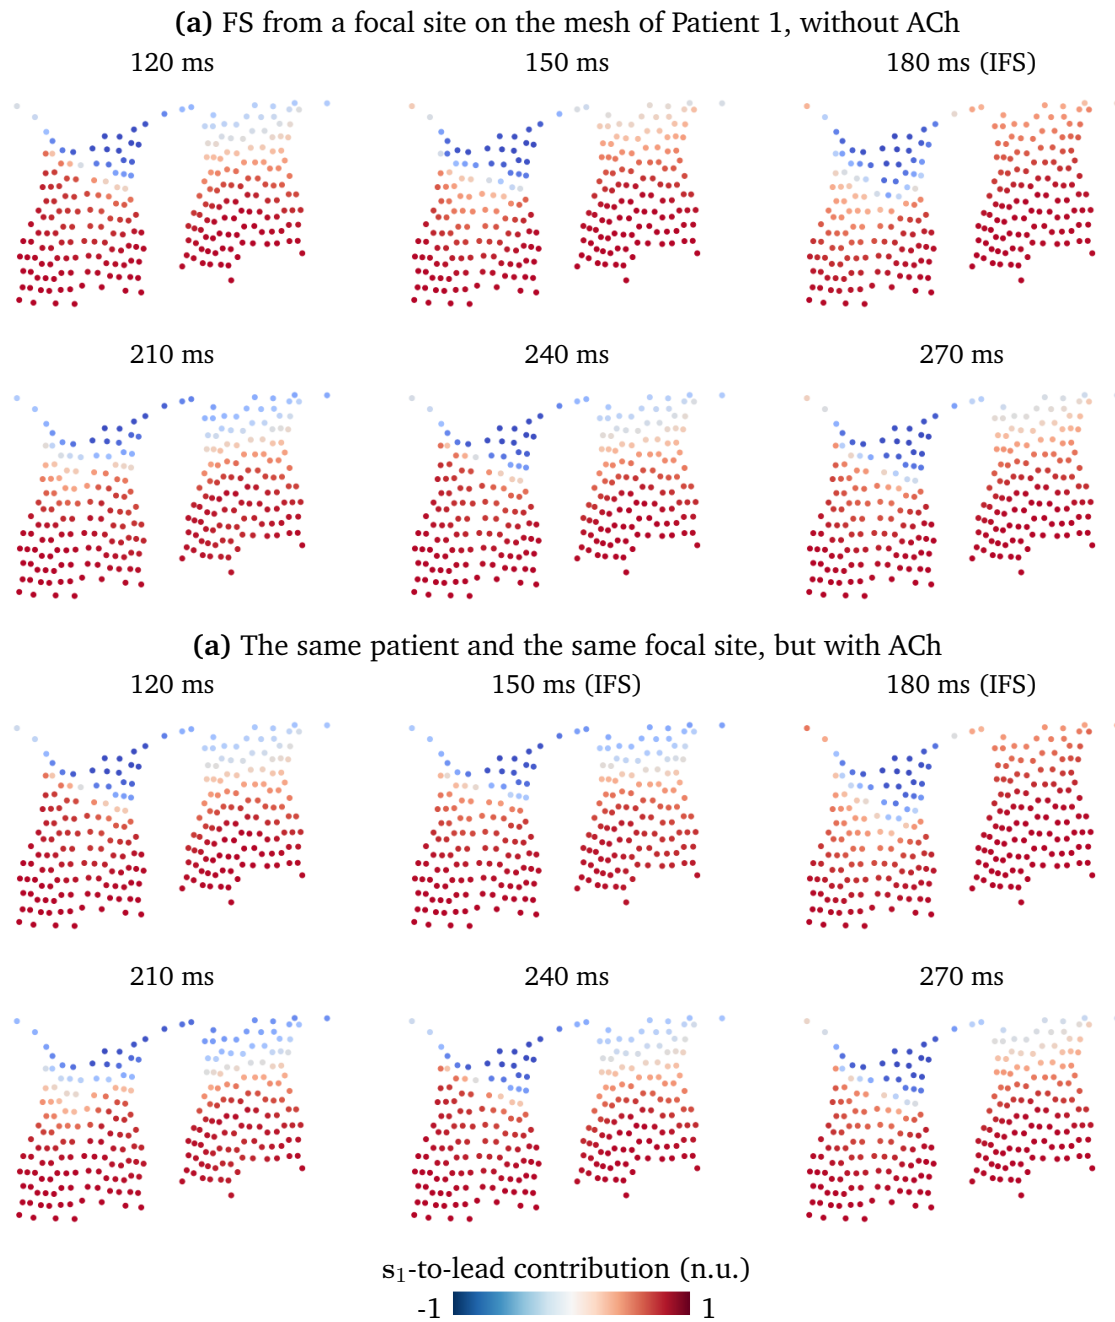 (a) FS from a focal site on the mesh of Patient 1, without ACh
120 ms 150 ms 180 ms (IFS)
210 ms 240 ms 270 ms
(a) The same patient and the same focal site, but with ACh
120 ms 150 ms (IFS) 180 ms (IFS)
210 ms 240 ms 270 ms
s₁-to-lead contribution (n.u.)
-1 1